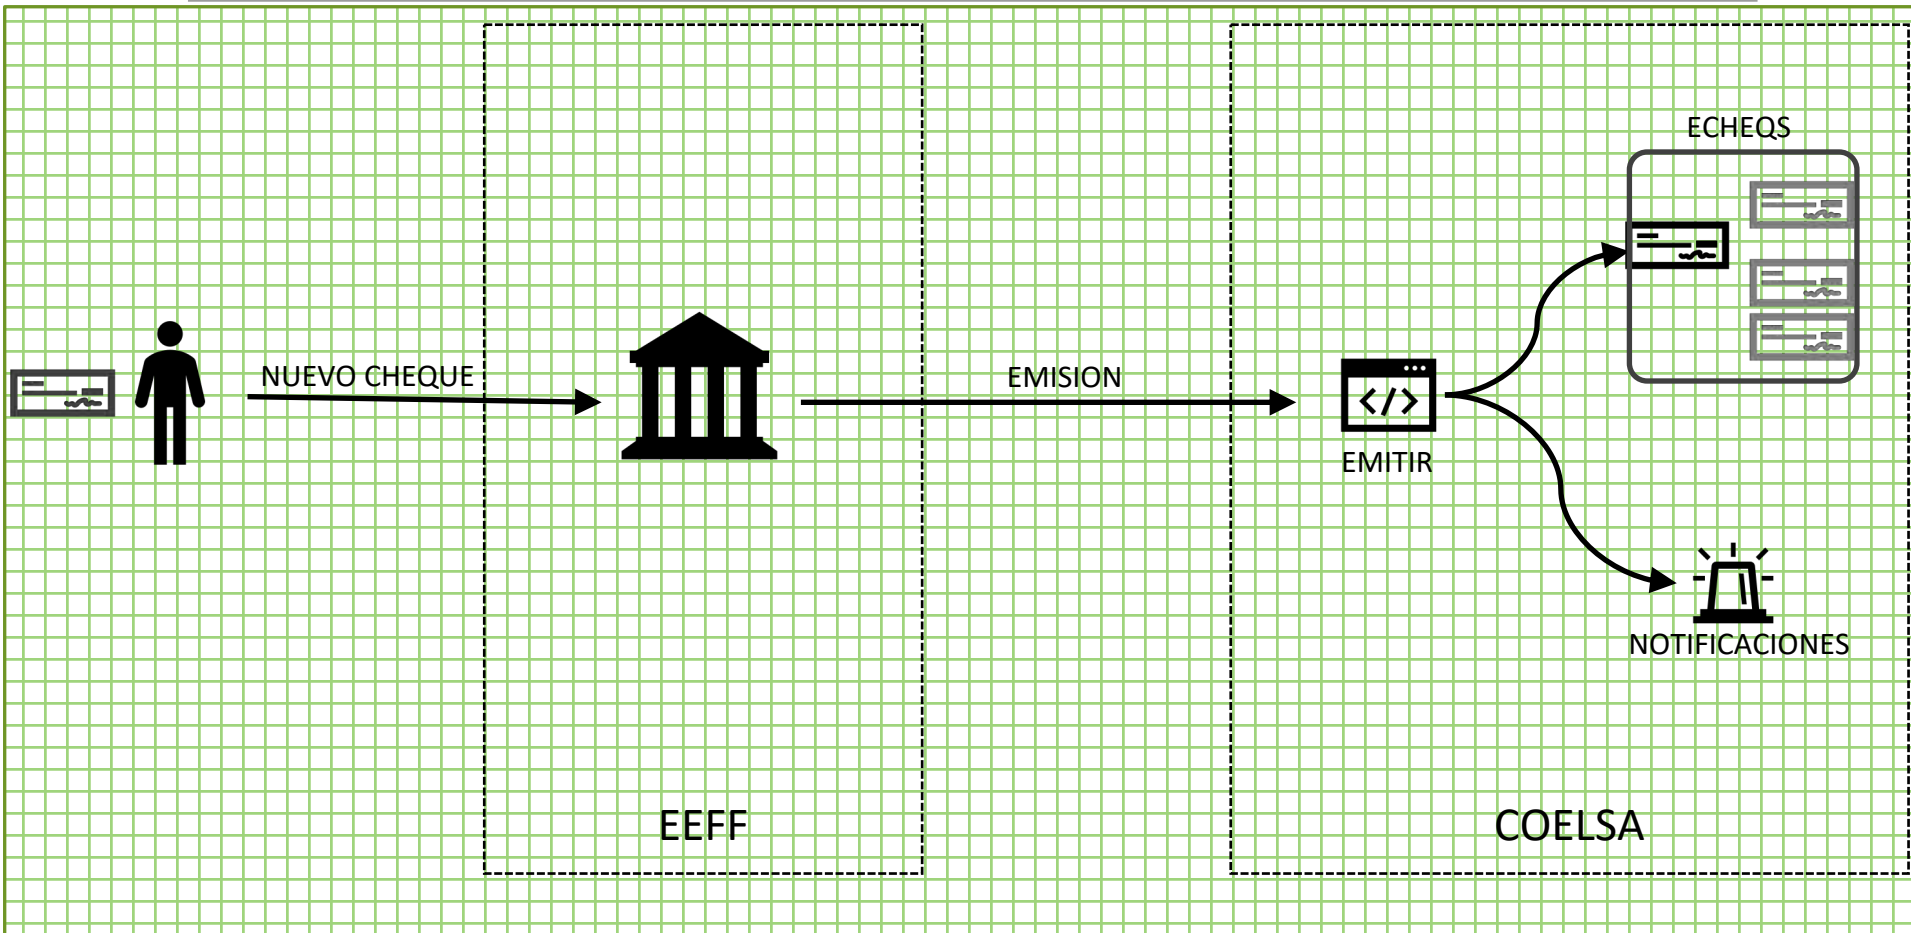 ECHEQS
NUEVO CHEQUE
EMISION
EMITIR
NOTIFICACIONES
EEFF
COELSA